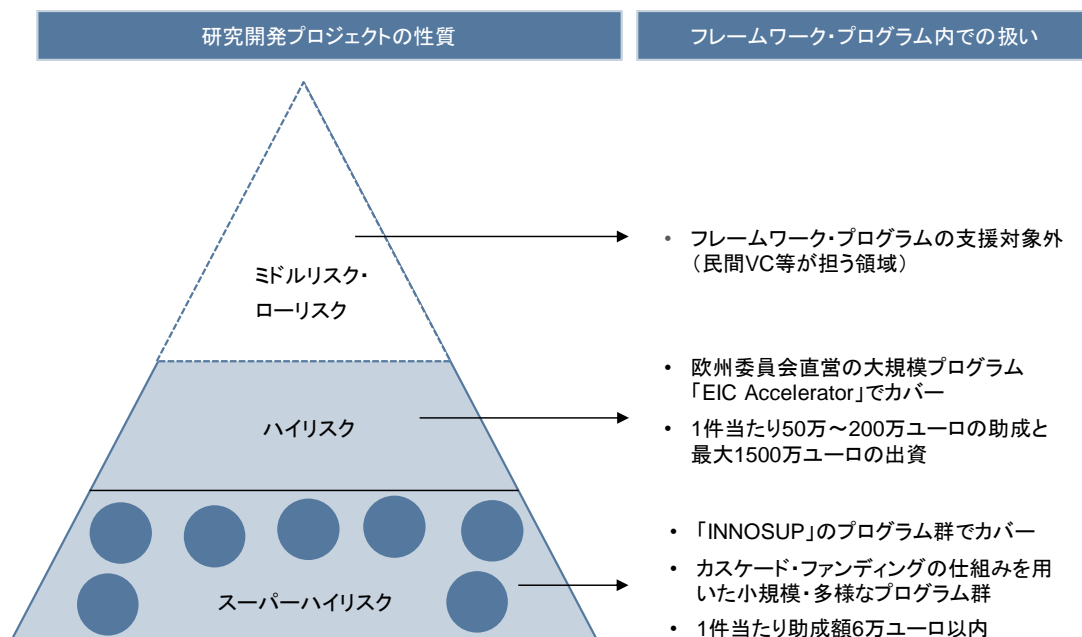 研究開発プロジェクトの性質
フレームワーク・プログラム内での扱い
ミドルリスク・
ローリスク
• フレームワーク・プログラムの支援対象外
（民間VC等が担う領域）
ハイリスク
• 欧州委員会直営の大規模プログラム
「EIC Accelerator」でカバー
• 1件当たり50万～200万ユーロの助成と
最大1500万ユーロの出資
スーパーハイリスク
• 「INNOSUP」のプログラム群でカバー
• カスケード・ファンディングの仕組みを用
いた小規模・多様なプログラム群
• 1件当たり助成額6万ユーロ以内